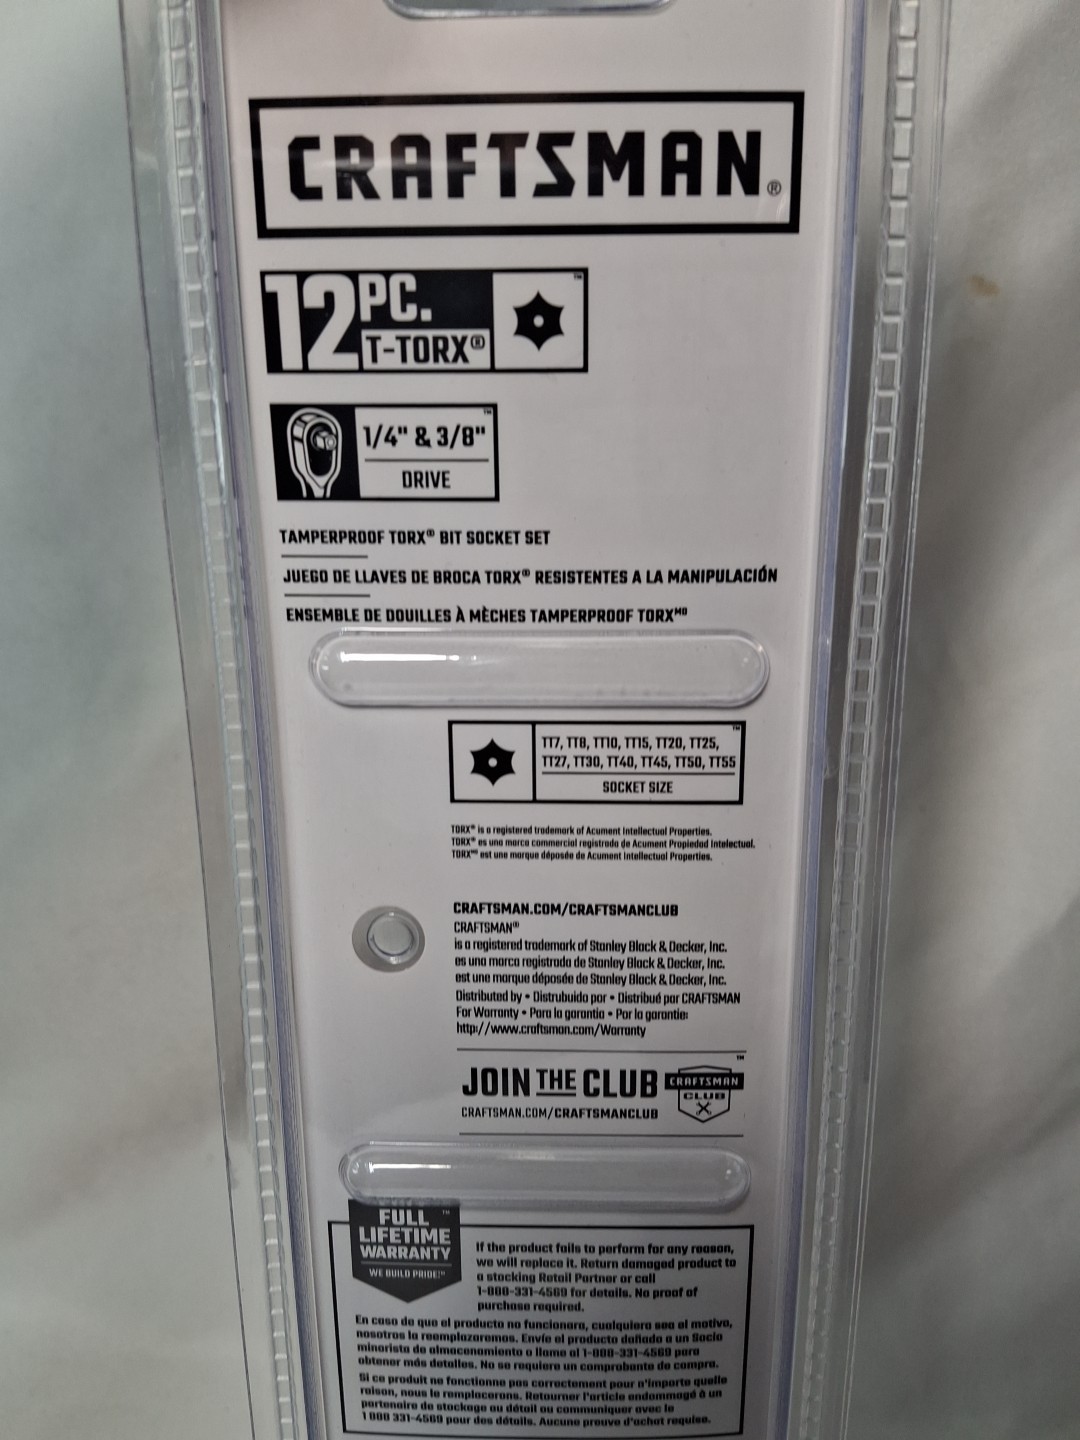 CRAFTSMAN®
12 PC.
T-TORX®
™
1/4" & 3/8"
DRIVE
™
TAMPERPROOF TORX® BIT SOCKET SET
JUEGO DE LLAVES DE BROCA TORX® RESISTENTES A LA MANIPULACIÓN
ENSEMBLE DE DOUILLES À MÈCHES TAMPERPROOF TORXᴹᴰ
TT7, TT8, TT10, TT15, TT20, TT25,
TT27, TT30, TT40, TT45, TT50, TT55
SOCKET SIZE
™
TORX® is a registered trademark of Acument Intellectual Properties.
TORX® es una marca commercial registrada de Acument Propiedad Intelectual.
TORXᴹᴰ est une marque déposée de Acument Intellectual Properties.
CRAFTSMAN.COM/CRAFTSMANCLUB
CRAFTSMAN®
is a registered trademark of Stanley Black & Decker, Inc.
es una marca registrada de Stanley Black & Decker, Inc.
est une marque déposée de Stanley Black & Decker, Inc.
Distributed by • Distrubuido por • Distribué par CRAFTSMAN
For Warranty • Para la garantia • Por la garantie:
http://www.craftsman.com/Warranty
JOIN THE CLUB
CRAFTSMAN.COM/CRAFTSMANCLUB
™
CRAFTSMAN
CLUB
FULL
LIFETIME
WARRANTY
WE BUILD PRIDE™
™
If the product fails to perform for any reason,
we will replace it. Return damaged product to
a stocking Retail Partner or call
1-888-331-4569 for details. No proof of
purchase required.
En caso de que el producto no funcionara, cualquiera sea el motivo,
nosotros lo reemplazaremos. Envíe el producto dañado a un Socio
minorista de almacenamiento o llame al 1-888-331-4569 para
obtener más detalles. No se requiere un comprobante de compra.
Si ce produit ne fonctionne pas correctement pour n'importe quelle
raison, nous le remplacerons. Retourner l'article endommagé à un
partenaire de stockage au détail ou communiquer avec le
1 888 331-4569 pour des détails. Aucune preuve d'achat requise.